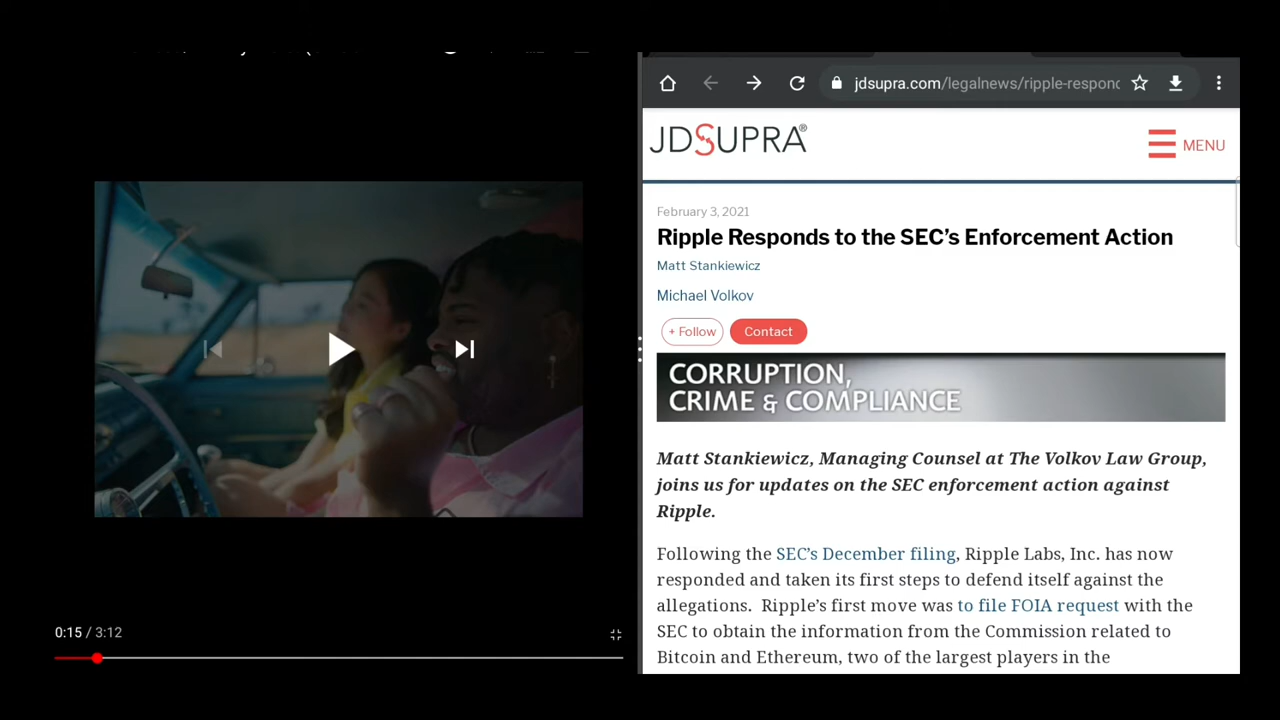 0:15 / 3:12
jdsupra.com/legalnews/ripple-respond
JDSUPRA®
MENU
February 3, 2021
Ripple Responds to the SEC’s Enforcement Action
Matt Stankiewicz
Michael Volkov
+ Follow
Contact
CORRUPTION,
CRIME & COMPLIANCE
Matt Stankiewicz, Managing Counsel at The Volkov Law Group,
joins us for updates on the SEC enforcement action against
Ripple.
Following the SEC’s December filing, Ripple Labs, Inc. has now
responded and taken its first steps to defend itself against the
allegations.  Ripple’s first move was to file FOIA request with the
SEC to obtain the information from the Commission related to
Bitcoin and Ethereum, two of the largest players in the